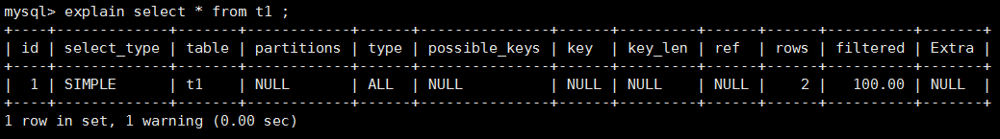 mysql> explain select * from t1 ;
+----+-------------+-------+------------+------+---------------+------+---------+------+------+----------+-------+
| id | select_type | table | partitions | type | possible_keys | key  | key_len | ref  | rows | filtered | Extra |
+----+-------------+-------+------------+------+---------------+------+---------+------+------+----------+-------+
|  1 | SIMPLE      | t1    | NULL       | ALL  | NULL          | NULL | NULL    | NULL |    2 |   100.00 | NULL  |
+----+-------------+-------+------------+------+---------------+------+---------+------+------+----------+-------+
1 row in set, 1 warning (0.00 sec)